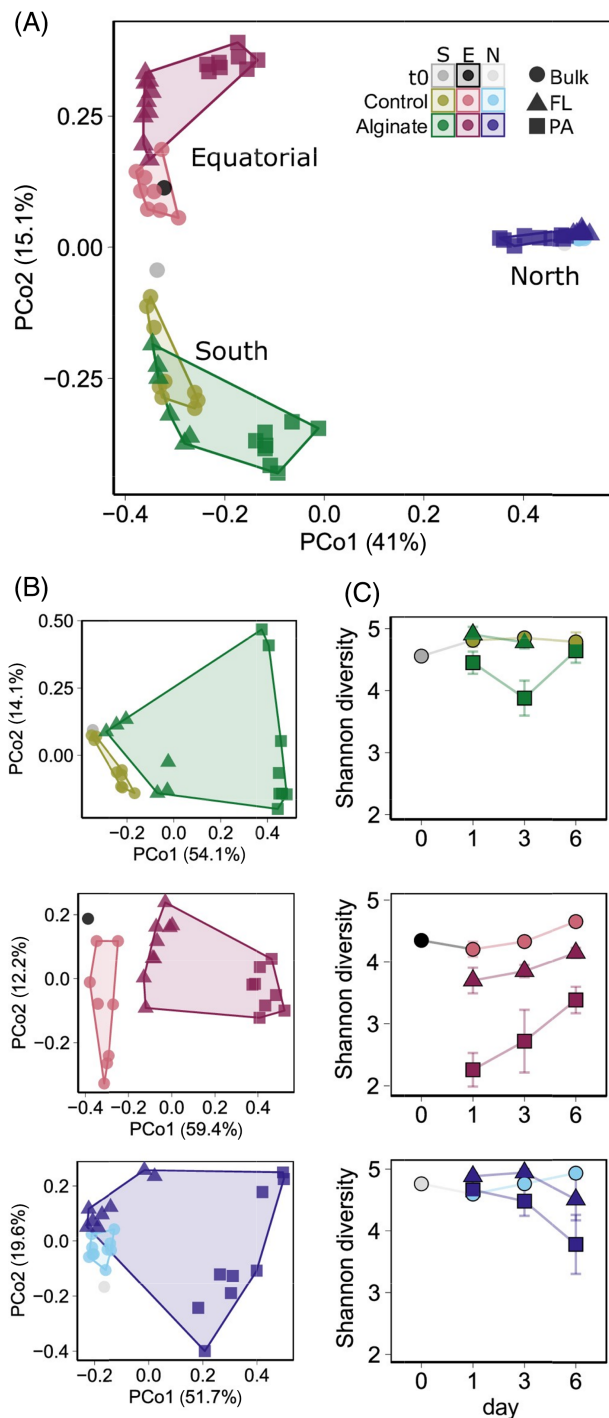 (A)
S E N
t0
Control
Alginate
Bulk
FL
PA
Equatorial
North
South
0.25
0.00
−0.25
PCo2 (15.1%)
−0.4 −0.2 0.0 0.4 0.4
PCo1 (41%)
(B)
0.50
0.25
0.00
PCo2 (14.1%)
−0.2 0.0 0.4 0.4
PCo1 (54.1%)
0.2
0.0
−0.2
PCo2 (12.2%)
−0.4 −0.2 0.0 0.2 0.4
PCo1 (59.4%)
0.2
0.0
−0.2
−0.4
PCo2 (19.6%)
−0.2 0.0 0.2 0.4
PCo1 (51.7%)
(C)
5
4
3
2
Shannon diversity
0 1 3 6
5
4
3
2
Shannon diversity
0 1 3 6
5
4
3
2
Shannon diversity
0 1 3 6
day